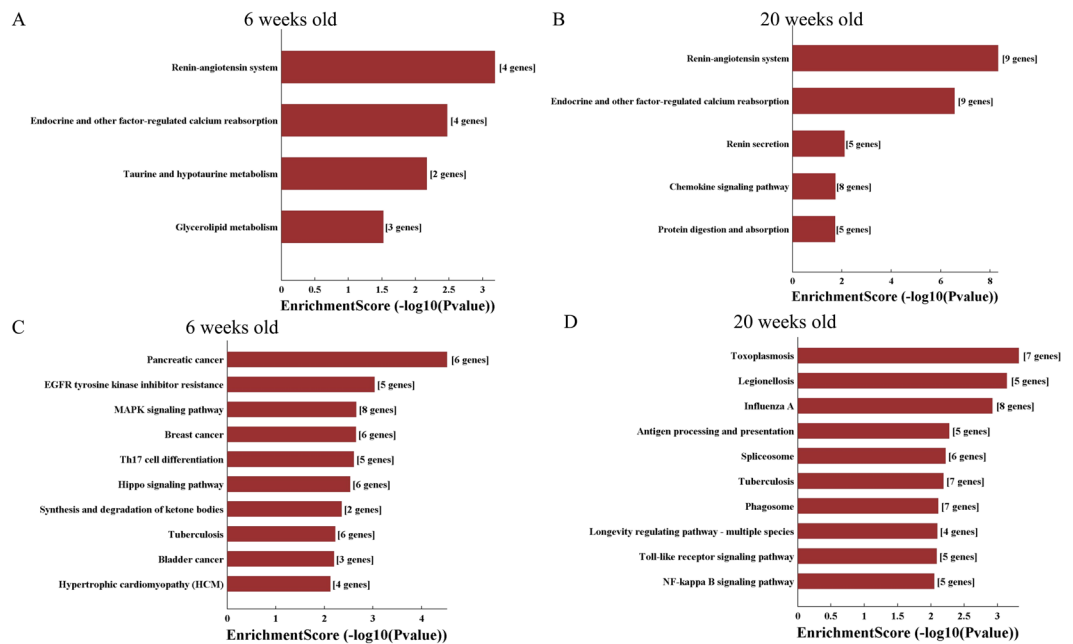 A
6 weeks old
Renin-angiotensin system
[4 genes]
Endocrine and other factor-regulated calcium reabsorption
[4 genes]
Taurine and hypotaurine metabolism
[2 genes]
Glycerolipid metabolism
[3 genes]
0 0.5 1 1.5 2 2.5 3
EnrichmentScore (-log10(Pvalue))
B
20 weeks old
Renin-angiotensin system
[9 genes]
Endocrine and other factor-regulated calcium reabsorption
[9 genes]
Renin secretion
[5 genes]
Chemokine signaling pathway
[8 genes]
Protein digestion and absorption
[5 genes]
0 2 4 6 8
EnrichmentScore (-log10(Pvalue))
C
6 weeks old
Pancreatic cancer
[6 genes]
EGFR tyrosine kinase inhibitor resistance
[5 genes]
MAPK signaling pathway
[8 genes]
Breast cancer
[6 genes]
Th17 cell differentiation
[5 genes]
Hippo signaling pathway
[6 genes]
Synthesis and degradation of ketone bodies
[2 genes]
Tuberculosis
[6 genes]
Bladder cancer
[3 genes]
Hypertrophic cardiomyopathy (HCM)
[4 genes]
0 1 2 3 4
EnrichmentScore (-log10(Pvalue))
D
20 weeks old
Toxoplasmosis
[7 genes]
Legionellosis
[5 genes]
Influenza A
[8 genes]
Antigen processing and presentation
[5 genes]
Spliceosome
[6 genes]
Tuberculosis
[7 genes]
Phagosome
[7 genes]
Longevity regulating pathway - multiple species
[4 genes]
Toll-like receptor signaling pathway
[5 genes]
NF-kappa B signaling pathway
[5 genes]
0 0.5 1 1.5 2 2.5 3
EnrichmentScore (-log10(Pvalue))